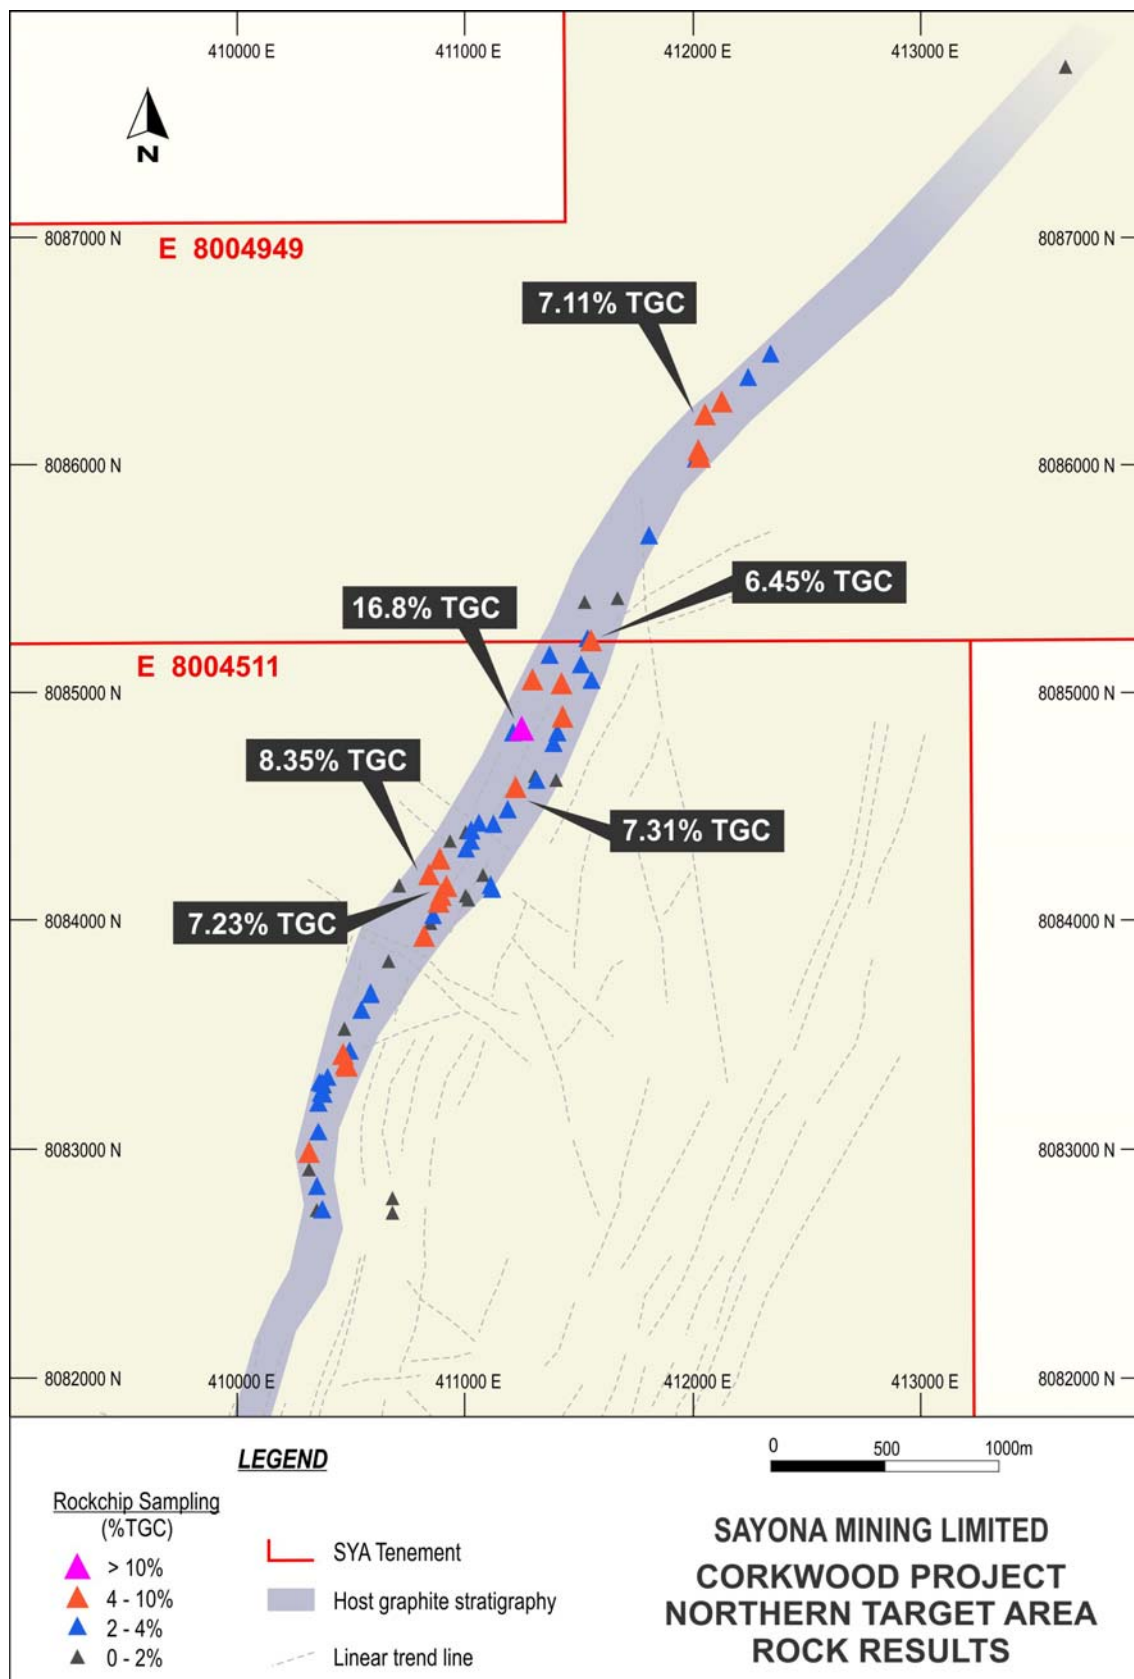 410000 E
411000 E
412000 E
413000 E
N
8087000 N
8087000 N
E 8004949
7.11% TGC
8086000 N
8086000 N
6.45% TGC
16.8% TGC
E 8004511
8085000 N
8085000 N
8.35% TGC
7.31% TGC
8084000 N
8084000 N
7.23% TGC
8083000 N
8083000 N
8082000 N
410000 E
411000 E
412000 E
413000 E
8082000 N
LEGEND
Rockchip Sampling
(%TGC)
> 10%
4 - 10%
2 - 4%
0 - 2%
SYA Tenement
Host graphite stratigraphy
Linear trend line
0
500
1000m
SAYONA MINING LIMITED
CORKWOOD PROJECT
NORTHERN TARGET AREA
ROCK RESULTS